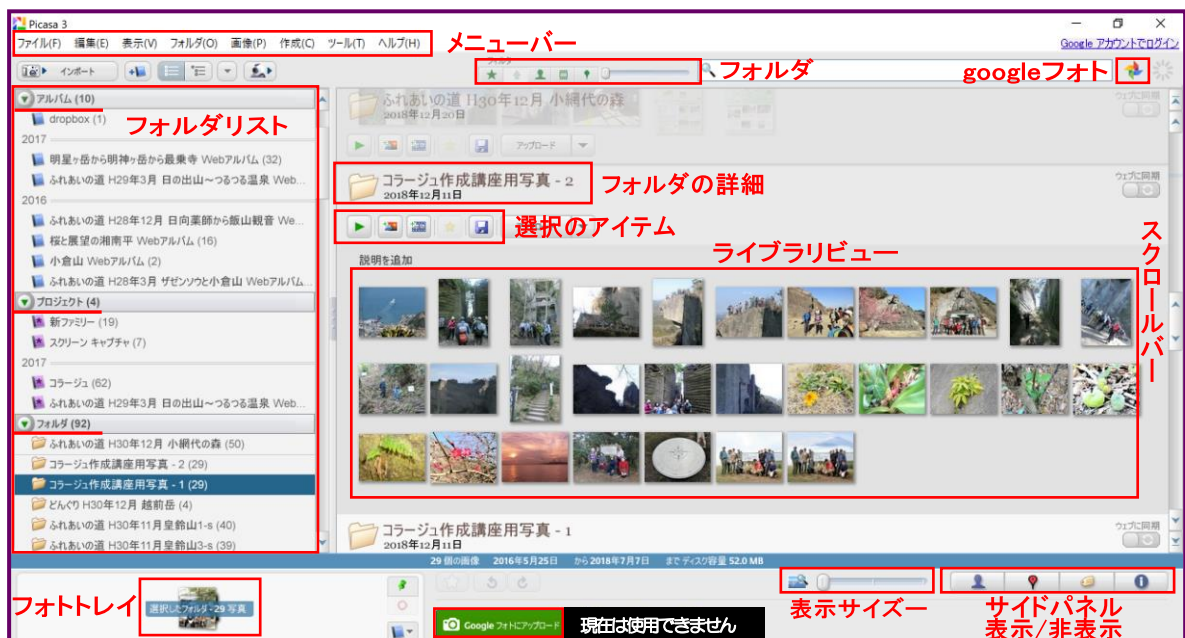 Picasa 3
ファイル(F) 編集(E) 表示(V) フォルダ(O) 画像(P) 作成(C) ツール(T) ヘルプ(H)
メニューバー
Google アカウントでログイン
インポート
フィルタ
フォルダ
googleフォト
アルバム (10)
dropbox (1)
フォルダリスト
2017
明星ヶ岳から明神ヶ岳から最乗寺 Webアルバム (32)
ふれあいの道 H29年3月 日の出山～つるつる温泉 Web...
2016
ふれあいの道 H28年12月 日向薬師から飯山観音 We...
桜と展望の湘南平 Webアルバム (16)
小倉山 Webアルバム (2)
ふれあいの道 H28年3月 ザゼンソウと小倉山 Webアルバム...
プロジェクト (4)
新ファミリー (19)
スクリーン キャプチャ (7)
2017
コラージュ (62)
ふれあいの道 H29年3月 日の出山～つるつる温泉 Web...
フォルダ (92)
ふれあいの道 H30年12月 小網代の森 (50)
コラージュ作成講座用写真 - 2 (29)
コラージュ作成講座用写真 - 1 (29)
どんぐり H30年12月 越前岳 (4)
ふれあいの道 H30年11月皇鈴山1-s (40)
ふれあいの道 H30年11月皇鈴山3-s (39)
ふれあいの道 H30年12月 小網代の森
2018年12月20日
ウェブに同期
アップロード
コラージュ作成講座用写真 - 2
2018年12月11日
フォルダの詳細
ウェブに同期
選択のアイテム
ライブラリビュー
スクロールバー
説明を追加
コラージュ作成講座用写真 - 1
2018年12月11日
ウェブに同期
29 個の画像 2016年5月25日 から2018年7月7日 まで ディスク容量 52.0 MB
フォトトレイ
選択したフォルダ - 29 写真
Google フォトにアップロード
現在は使用できません
表示サイズー
サイドパネル
表示/非表示